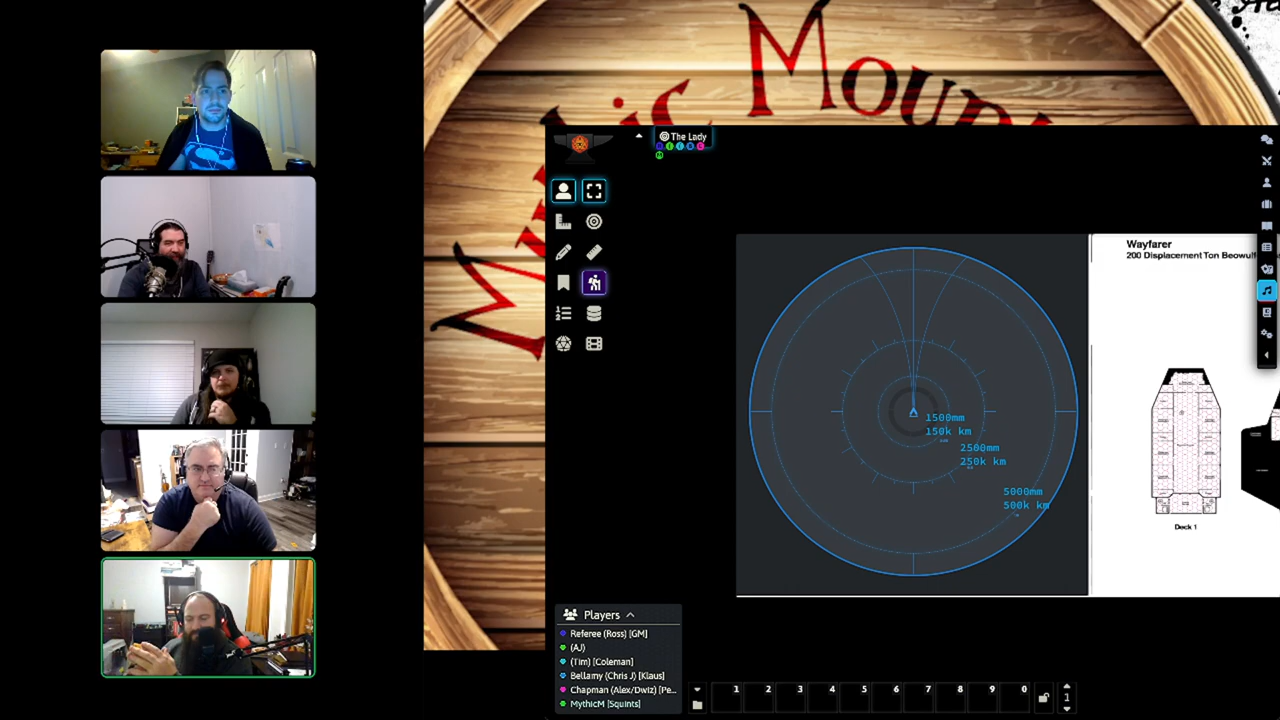 Mou
The Lady
Wayfarer
200 Displacement Ton Beowulf
1500mm
150k km
2500mm
250k km
5000mm
500k km
Deck 1
Players
Referee (Ross) [GM]
(AJ)
(Tim) [Coleman]
Bellamy (Chris J) [Klaus]
Chapman (Alex/Dwiz) [Pe...
MythicM [Squints]
1 2 3 4 5 6 7 8 9 0
1